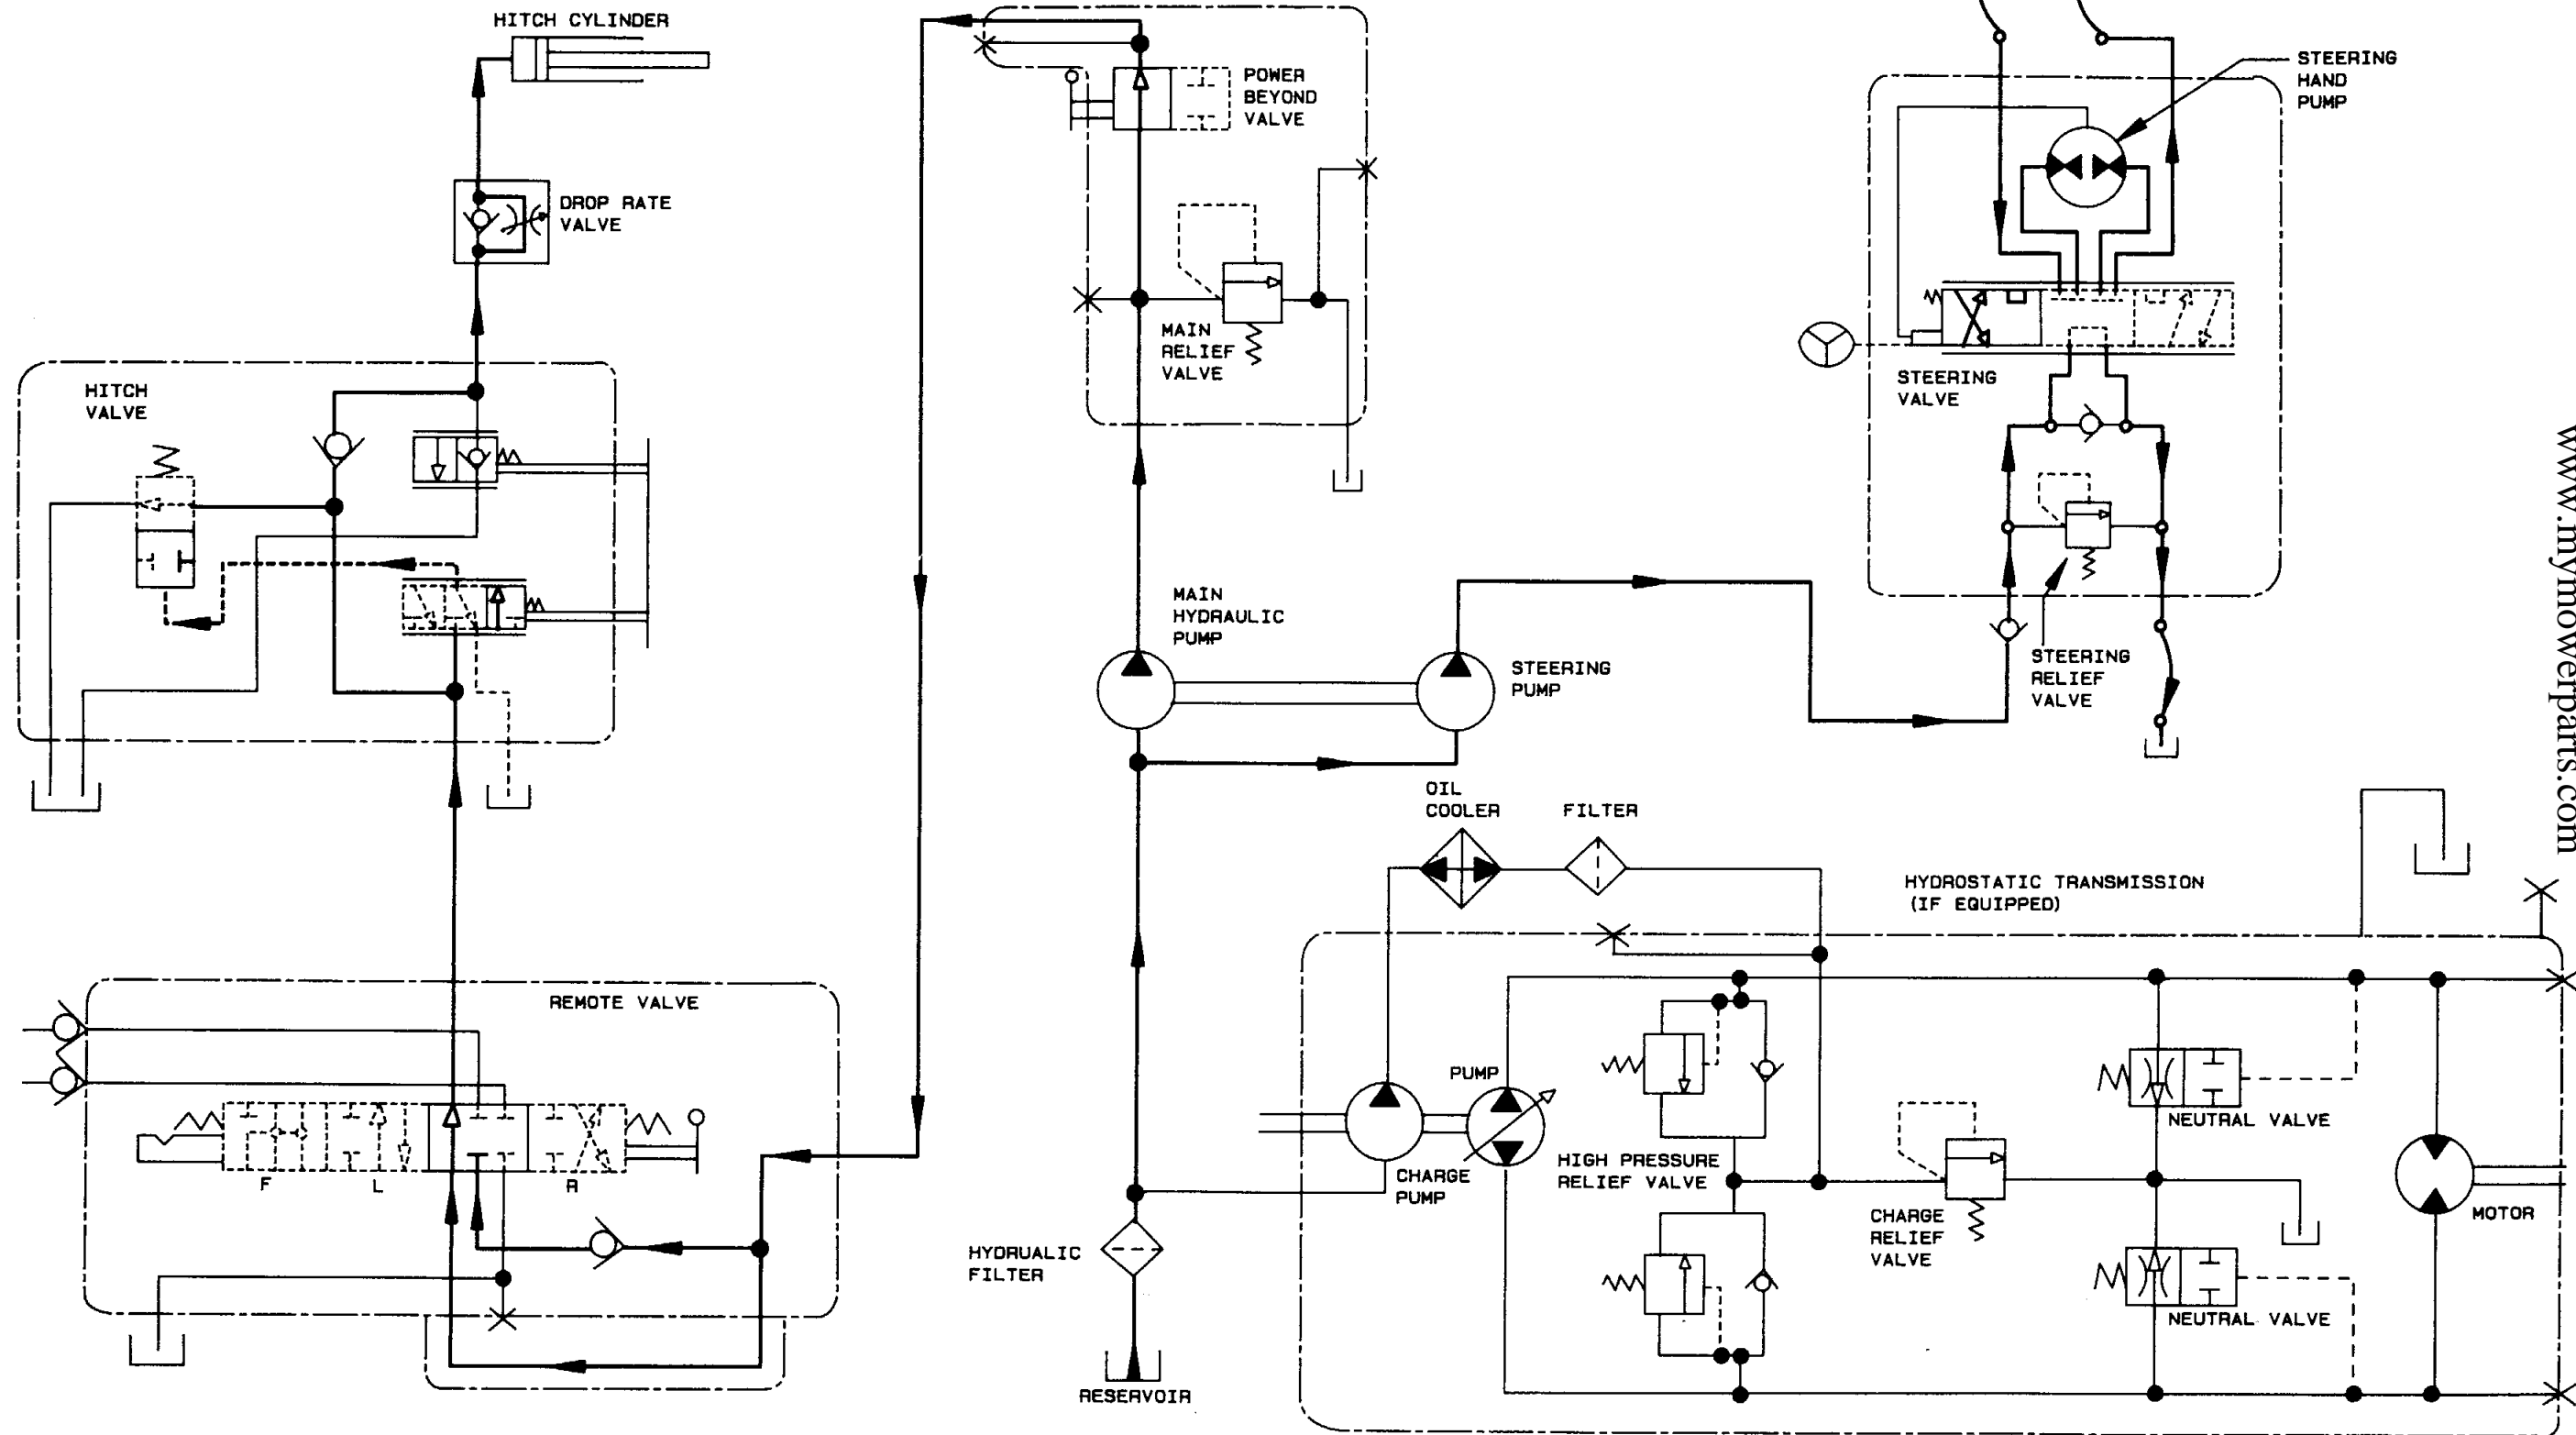 HITCH CYLINDER
DROP RATE
VALVE
HITCH
VALVE
REMOTE VALVE
F
L
R
POWER
BEYOND
VALVE
MAIN
RELIEF
VALVE
MAIN
HYDRAULIC
PUMP
STEERING
PUMP
STEERING
HAND
PUMP
STEERING
VALVE
STEERING
RELIEF
VALVE
www.mymowerparts.com
OIL
COOLER
FILTER
HYDROSTATIC TRANSMISSION
(IF EQUIPPED)
PUMP
CHARGE
PUMP
HIGH PRESSURE
RELIEF VALVE
CHARGE
RELIEF
VALVE
NEUTRAL VALVE
NEUTRAL VALVE
MOTOR
HYDRUALIC
FILTER
RESERVOIR